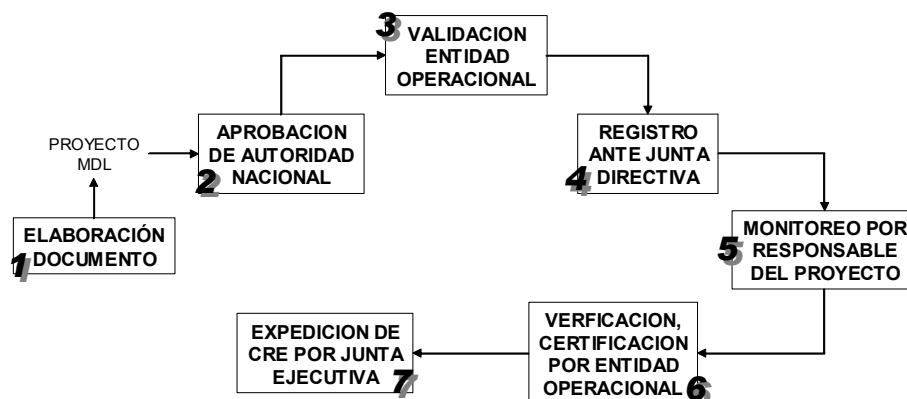 1
ELABORACIÓN
DOCUMENTO
PROYECTO
MDL
2
APROBACION
DE AUTORIDAD
NACIONAL
3
VALIDACION
ENTIDAD
OPERACIONAL
4
REGISTRO
ANTE JUNTA
DIRECTIVA
5
MONITOREO POR
RESPONSABLE
DEL PROYECTO
6
VERFICACION,
CERTIFICACION
POR ENTIDAD
OPERACIONAL
7
EXPEDICION DE
CRE POR JUNTA
EJECUTIVA